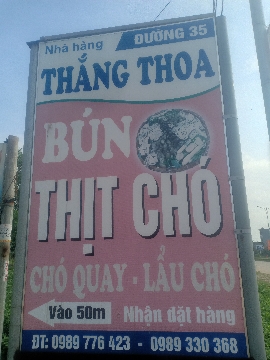 Nhà hàng ĐƯỜNG 35
THẮNG THOA
BÚN
THỊT CHÓ
CHÓ QUAY - LẨU CHÓ
Vào 50m Nhận đặt hàng
ĐT: 0989 776 423 - 0989 330 368